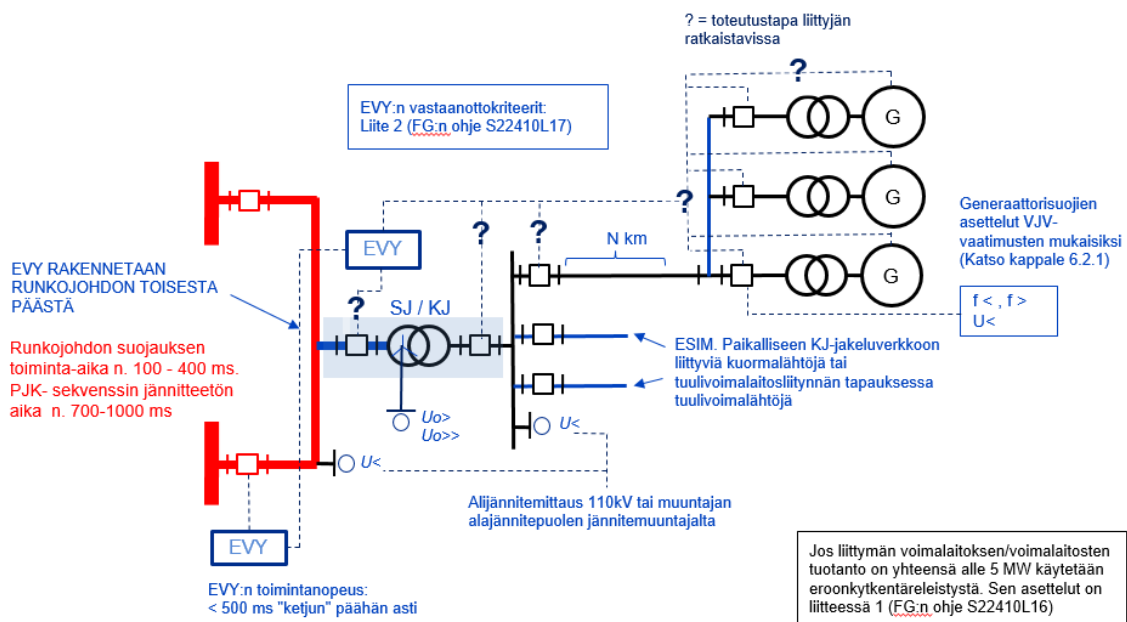 ? = toteutustapa liittyjän
ratkaistavissa
?
EVY:n vastaanottokriteerit:
Liite 2 (FG:n ohje S22410L17)
G
G
?
Generaattorisuojien
asettelut VJV-
vaatimusten mukaisiksi
(Katso kappale 6.2.1)
?
?
EVY
N km
G
EVY RAKENNETAAN
RUNKOJOHDON TOISESTA
PÄÄSTÄ
?
SJ / KJ
f < , f >
U<
Runkojohdon suojauksen
toiminta-aika n. 100 - 400 ms.
PJK- sekvenssin jännitteetön
aika n. 700-1000 ms
ESIM. Paikalliseen KJ-jakeluverkkoon
liittyviä kuormalähtöjä tai
tuulivoimalaitosliitynnän tapauksessa
tuulivoimalähtöjä
Uo>
Uo>>
U<
U<
Alijännitemittaus 110kV tai muuntajan
alajännitepuolen jännitemuuntajalta
EVY
EVY:n toimintanopeus:
< 500 ms "ketjun" päähän asti
Jos liittymän voimalaitoksen/voimalaitosten
tuotanto on yhteensä alle 5 MW käytetään
eroonkytkentäreleistystä. Sen asettelut on
liitteessä 1 (FG:n ohje S22410L16)